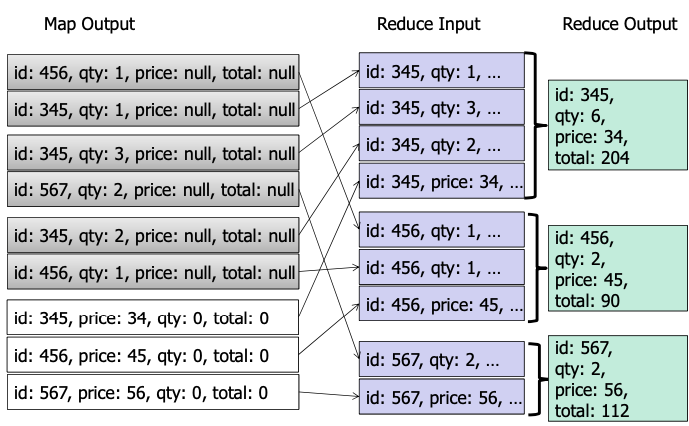 Map Output
id: 456, qty: 1, price: null, total: null
id: 345, qty: 1, price: null, total: null
id: 345, qty: 3, price: null, total: null
id: 567, qty: 2, price: null, total: null
id: 345, qty: 2, price: null, total: null
id: 456, qty: 1, price: null, total: null
id: 345, price: 34, qty: 0, total: 0
id: 456, price: 45, qty: 0, total: 0
id: 567, price: 56, qty: 0, total: 0
Reduce Input
id: 345, qty: 1, ...
id: 345, qty: 3, ...
id: 345, qty: 2, ...
id: 345, price: 34, ...
id: 456, qty: 1, ...
id: 456, qty: 1, ...
id: 456, price: 45, ...
id: 567, qty: 2, ...
id: 567, price: 56, ...
Reduce Output
id: 345,
qty: 6,
price: 34,
total: 204
id: 456,
qty: 2,
price: 45,
total: 90
id: 567,
qty: 2,
price: 56,
total: 112